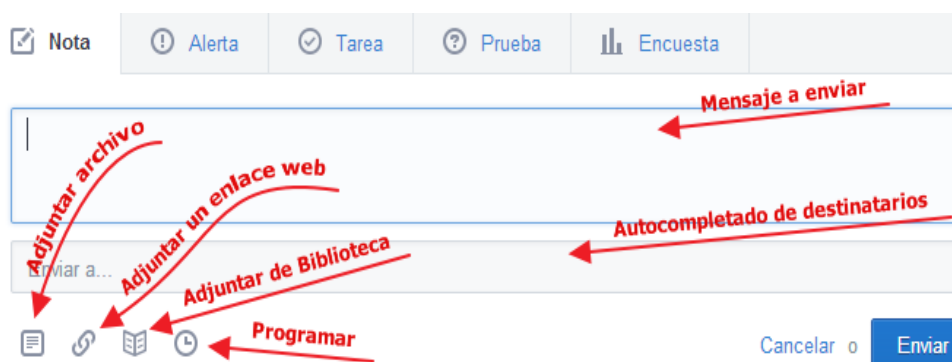 Nota Alerta Tarea Prueba Encuesta
Mensaje a enviar
Adjuntar archivo
Adjuntar un enlace web
Autocompletado de destinatarios
Enviar a...
Adjuntar de Biblioteca
Programar
Cancelar o Enviar